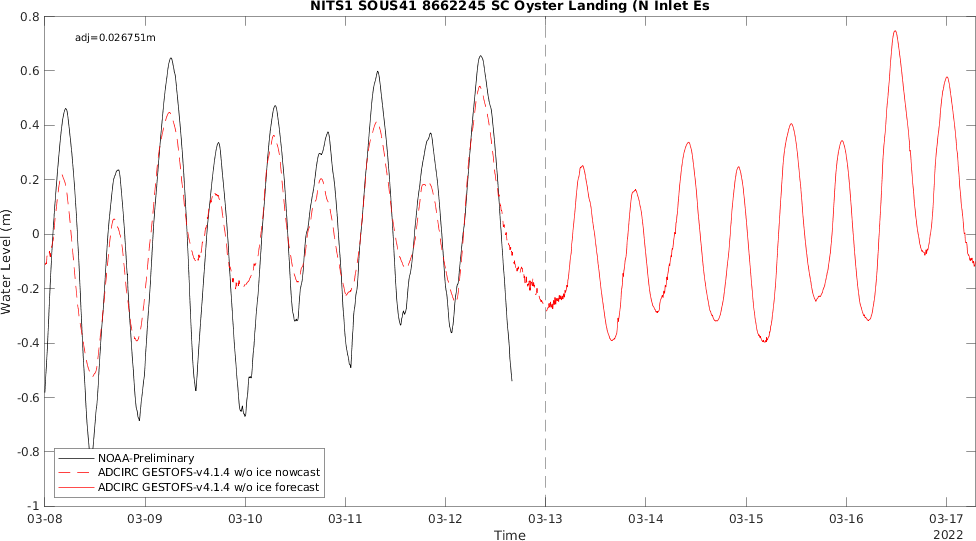 NITS1 SOUS41 8662245 SC Oyster Landing (N Inlet Es
adj=0.026751m
0.8
0.6
0.4
0.2
0
-0.2
-0.4
-0.6
-0.8
-1
Water Level (m)
NOAA-Preliminary
ADCIRC GESTOFS-v4.1.4 w/o ice nowcast
ADCIRC GESTOFS-v4.1.4 w/o ice forecast
03-08 03-09 03-10 03-11 03-12 03-13 03-14 03-15 03-16 03-17
Time
2022